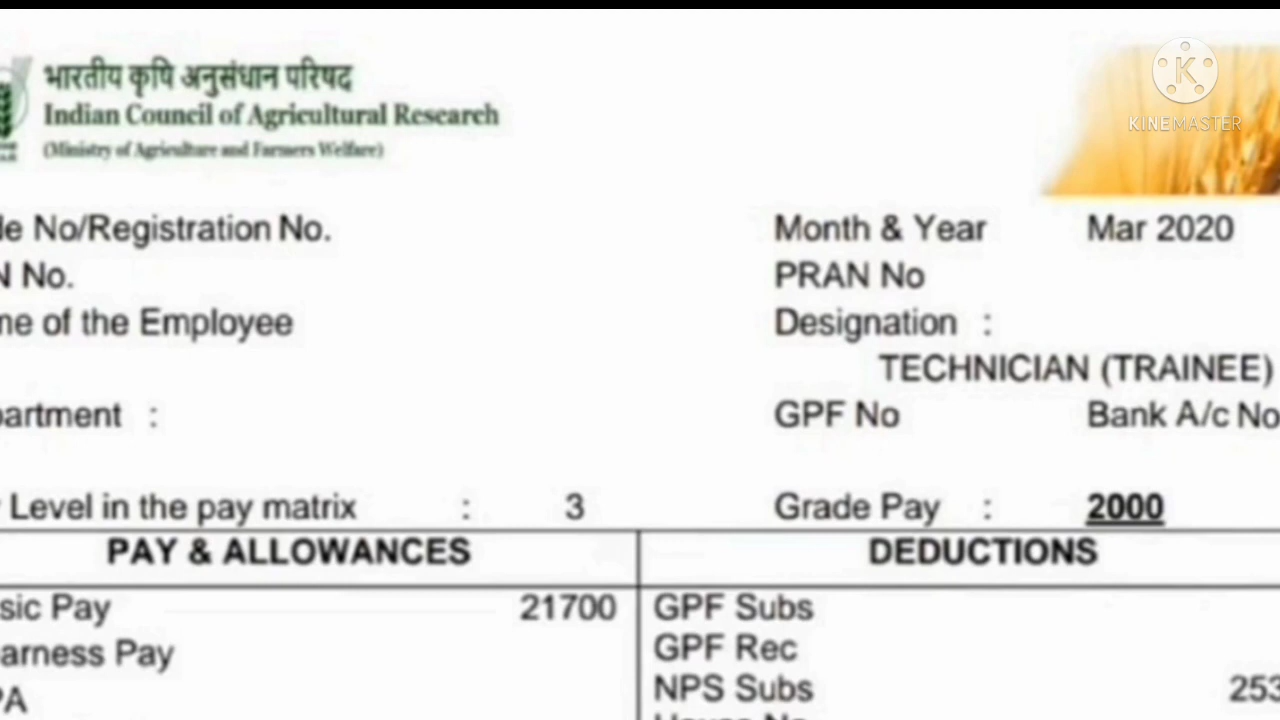 भारतीय कृषि अनुसंधान परिषद
Indian Council of Agricultural Research
(Ministry of Agriculture and Farmers Welfare)
KINEMASTER
le No/Registration No.
Month & Year Mar 2020
N No.
PRAN No
me of the Employee
Designation :
TECHNICIAN (TRAINEE)
partment :
GPF No Bank A/c No
Level in the pay matrix : 3
Grade Pay : 2000
PAY & ALLOWANCES DEDUCTIONS
sic Pay 21700 GPF Subs
arness Pay GPF Rec
PA NPS Subs 253